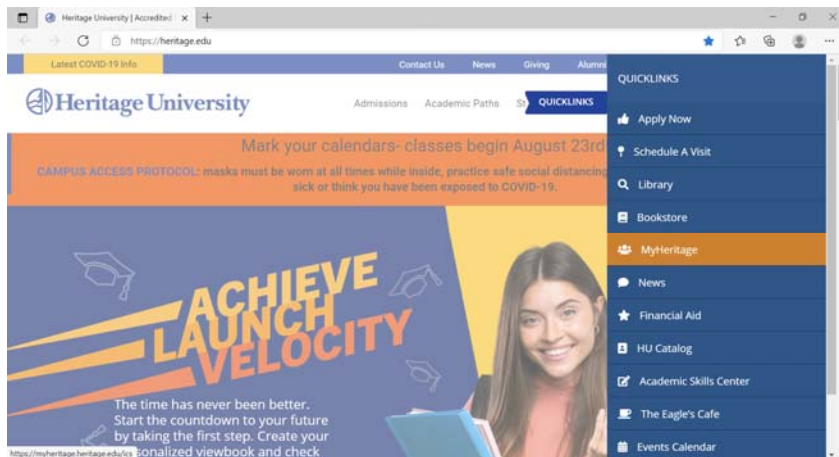 Heritage University | Accredited
https://heritage.edu
Latest COVID-19 Info
Contact Us News Giving Alumni
Heritage University
Admissions Academic Paths St QUICKLINKS
Mark your calendars- classes begin August 23rd
CAMPUS ACCESS PROTOCOL: masks must be worn at all times while inside, practice safe social distancing
sick or think you have been exposed to COVID-19.
ACHIEVE
LAUNCH
VELOCITY
The time has never been better.
Start the countdown to your future
by taking the first step. Create your
sonalized viewbook and check
https://myheritage.heritage.edu/ics
QUICKLINKS
Apply Now
Schedule A Visit
Library
Bookstore
MyHeritage
News
Financial Aid
HU Catalog
Academic Skills Center
The Eagle's Cafe
Events Calendar